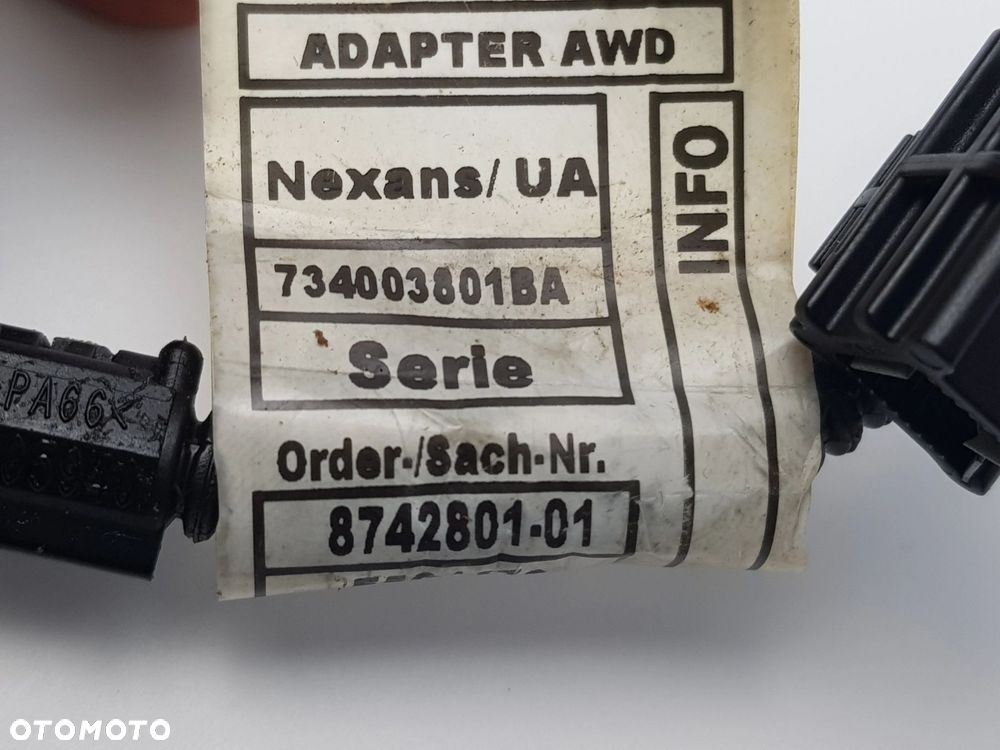 ADAPTER AWD
Nexans/ UA
734003801BA
Serie
INFO
Order-/Sach-Nr.
8742801-01
PA66<
OTOMOTO